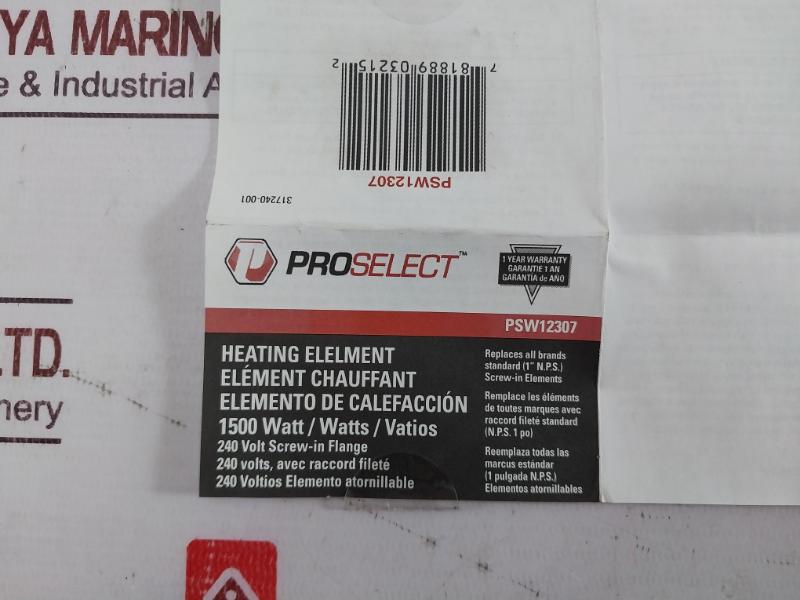 YA MARIN
e & Industrial A
LTD.
nery
7 81889 03215 2
PSW12307
317240-001
PROSELECT™
1 YEAR WARRANTY
GARANTIE 1 AN
GARANTIA de AÑO
PSW12307
HEATING ELELMENT
ELÉMENT CHAUFFANT
ELEMENTO DE CALEFACCIÓN
1500 Watt / Watts / Vatios
240 Volt Screw-in Flange
240 volts, avec raccord fileté
240 Voltios Elemento atornillable
Replaces all brands
standard (1" N.P.S.)
Screw-in Elements
Remplace les éléments
de toutes marques avec
raccord fileté standard
(N.P.S. 1 po)
Reemplaza todas las
marcus estándar
(1 pulgada N.P.S.)
Elementos atornillables